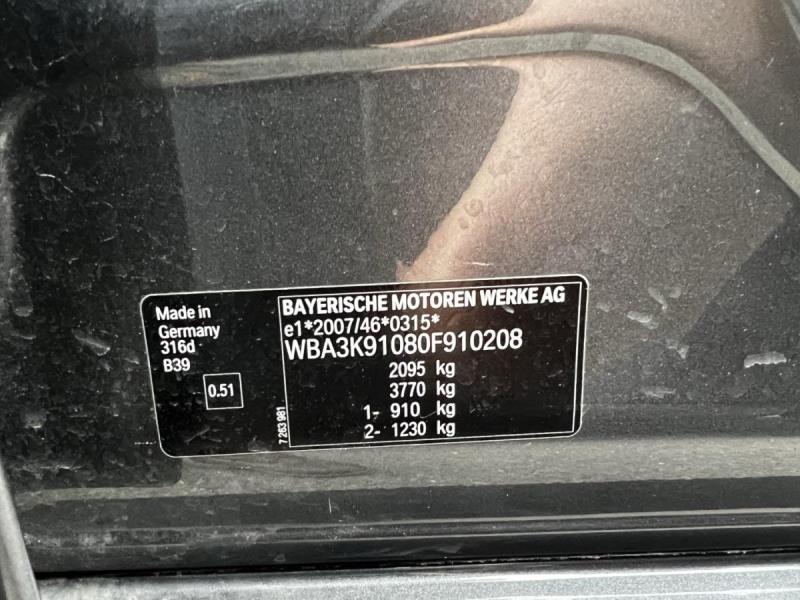 Made in
Germany
316d
B39
0.51
7 263 981
BAYERISCHE MOTOREN WERKE AG
e1*2007/46*0315*
WBA3K91080F910208
2095 kg
3770 kg
1- 910 kg
2- 1230 kg